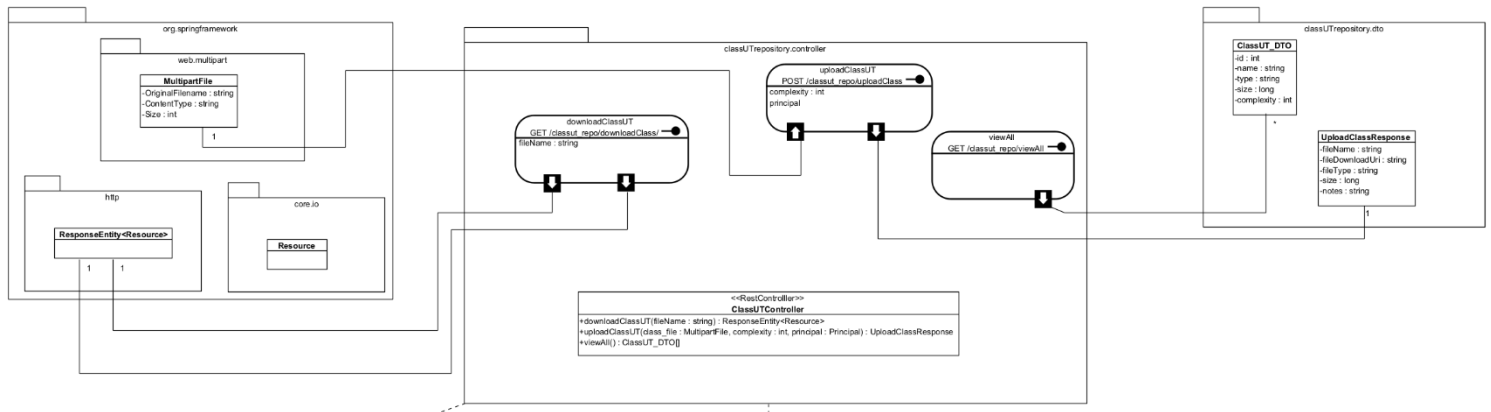 org.springframework
web.multipart
MultipartFile
-OriginalFilename : string
-ContentType : string
-Size : int
1
http
ResponseEntity<Resource>
1
1
core.io
Resource
classUTrepository.controller
uploadClassUT
POST /classut_repo/uploadClass
complexity : int
principal
downloadClassUT
GET /classut_repo/downloadClass/
fileName : string
viewAll
GET /classut_repo/viewAll
<<RestControlller>>
ClassUTController
+downloadClassUT(fileName : string) : ResponseEntity<Resource>
+uploadClassUT(class_file : MultipartFile, complexity : int, principal : Principal) : UploadClassResponse
+viewAll() : ClassUT_DTO[]
classUTrepository.dto
ClassUT_DTO
-id : int
-name : string
-type : string
-size : long
-complexity : int
*
UploadClassResponse
-fileName : string
-fileDownloadUri : string
-fileType : string
-size : long
-notes : string
1